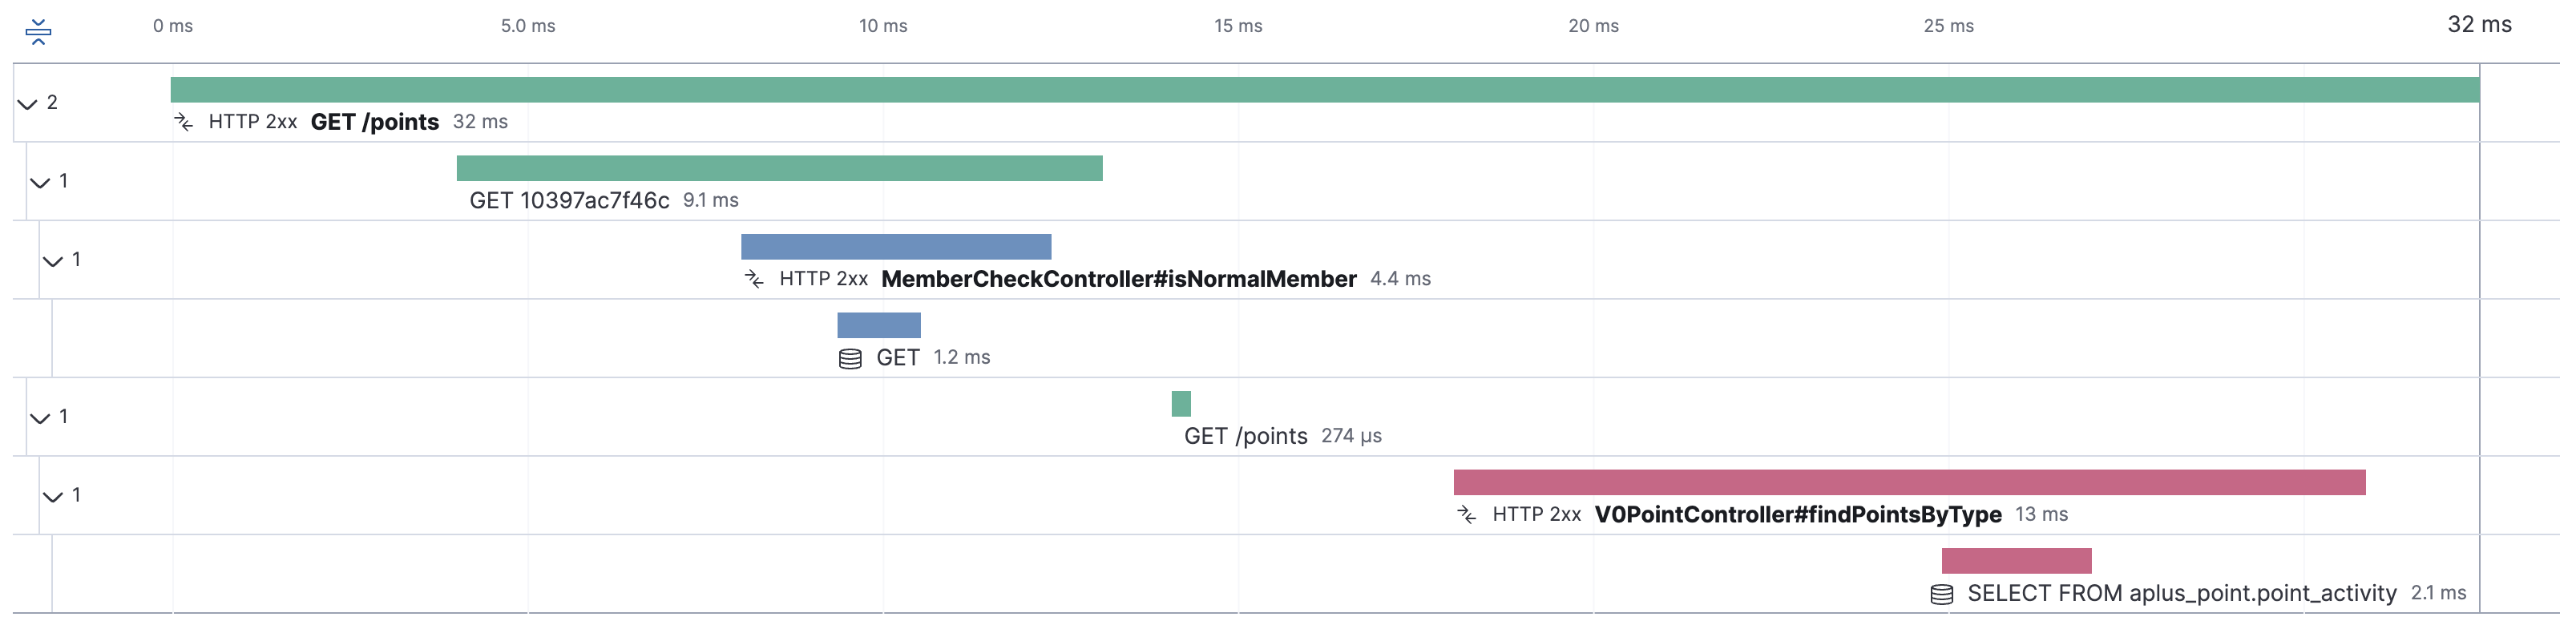 0 ms 5.0 ms 10 ms 15 ms 20 ms 25 ms 32 ms
2
HTTP 2xx GET /points 32 ms
1
GET 10397ac7f46c 9.1 ms
1
HTTP 2xx MemberCheckController#isNormalMember 4.4 ms
GET 1.2 ms
1
GET /points 274 μs
1
HTTP 2xx V0PointController#findPointsByType 13 ms
SELECT FROM aplus_point.point_activity 2.1 ms